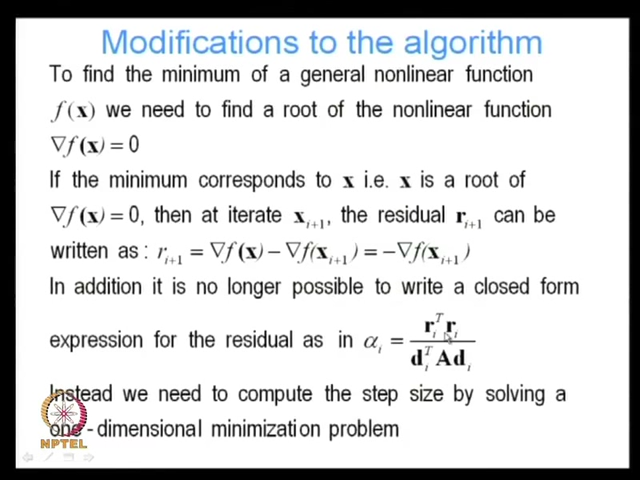 Modifications to the algorithm
To find the minimum of a general nonlinear function
f(x) we need to find a root of the nonlinear function
∇f(x) = 0
If the minimum corresponds to x i.e. x is a root of
∇f(x) = 0, then at iterate x_{i+1}, the residual r_{i+1} can be
written as : r_{i+1} = ∇f(x) − ∇f(x_{i+1}) = −∇f(x_{i+1})
In addition it is no longer possible to write a closed form
expression for the residual as in α_i = r_i^T r_i / d_i^T A d_i
Instead we need to compute the step size by solving a
one - dimensional minimization problem
NPTEL